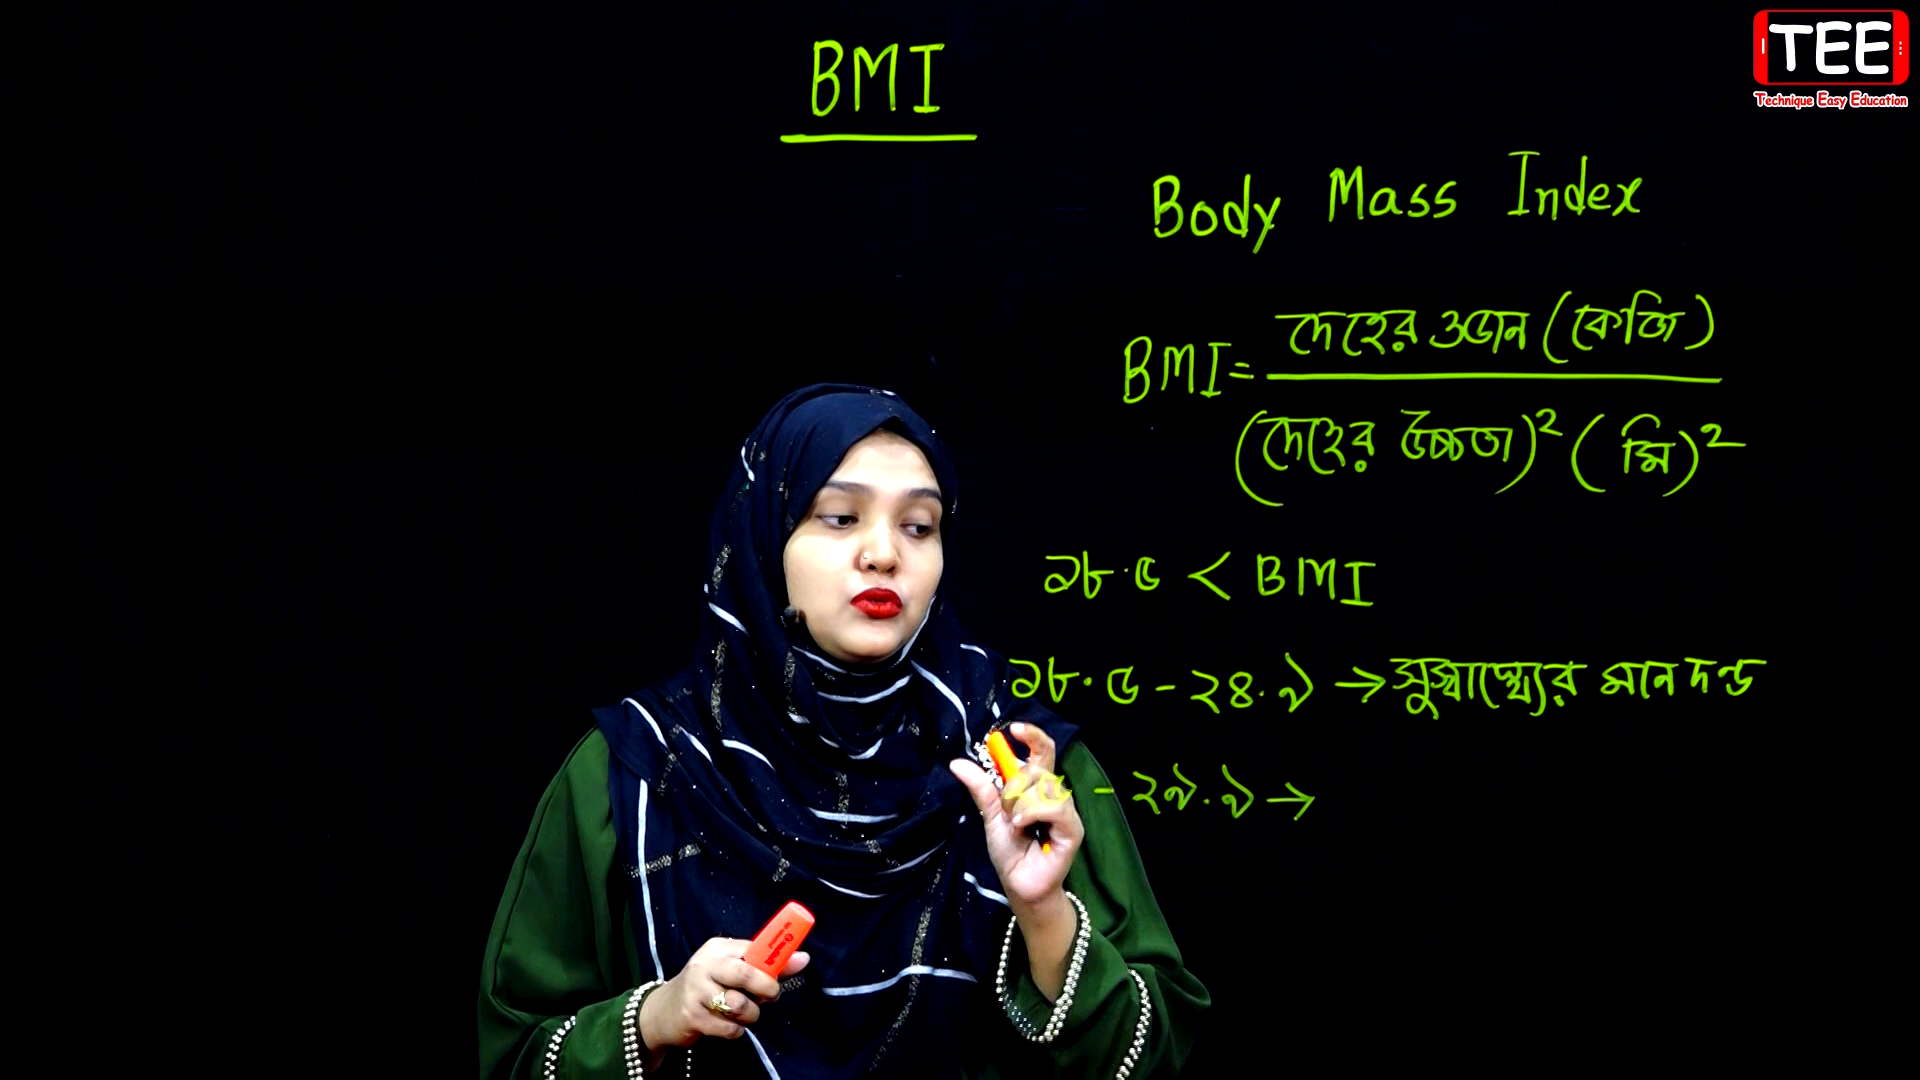 BMI
TEE
Technique Easy Education
Body Mass Index
BMI = দেহের ওজন (কেজি)
(দেহের উচ্চতা)² (মি)²
১৮.৫ < BMI
১৮.৫ - ২৪.৯ → সুস্বাস্থ্যের মানদন্ড
- ২৯.৯ →